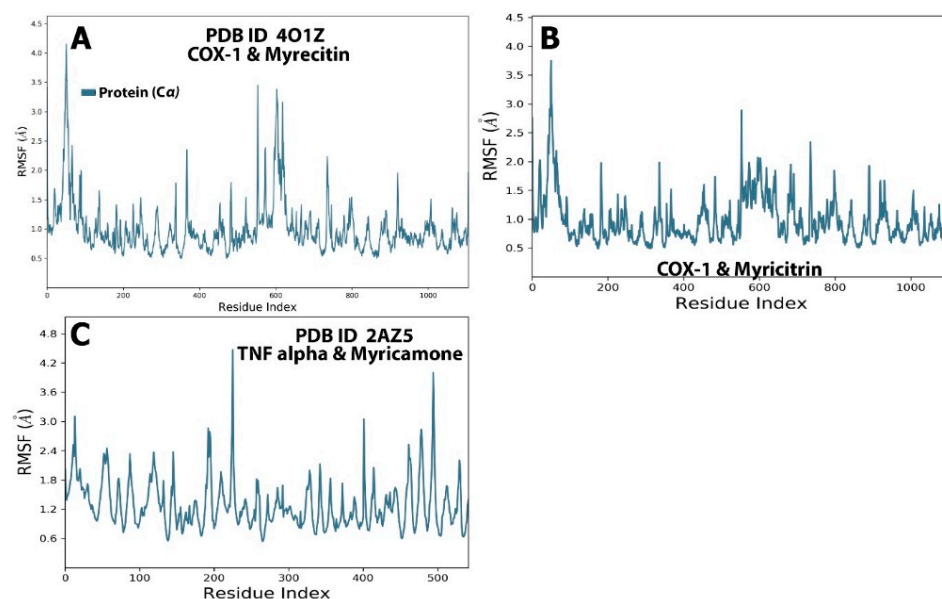 A
PDB ID 4O1Z
COX-1 & Myrecitin
Protein (Cα)
RMSF (Å)
4.5
4.0
3.5
3.0
2.5
2.0
1.5
1.0
0.5
0 200 400 600 800 1000
Residue Index
B
RMSF (Å)
4.5
4.0
3.5
3.0
2.5
2.0
1.5
1.0
0.5
COX-1 & Myricitrin
0 200 400 600 800 1000
Residue Index
C
PDB ID 2AZ5
TNF alpha & Myricamone
RMSF (Å)
4.8
4.2
3.6
3.0
2.4
1.8
1.2
0.6
0 100 200 300 400 500
Residue Index